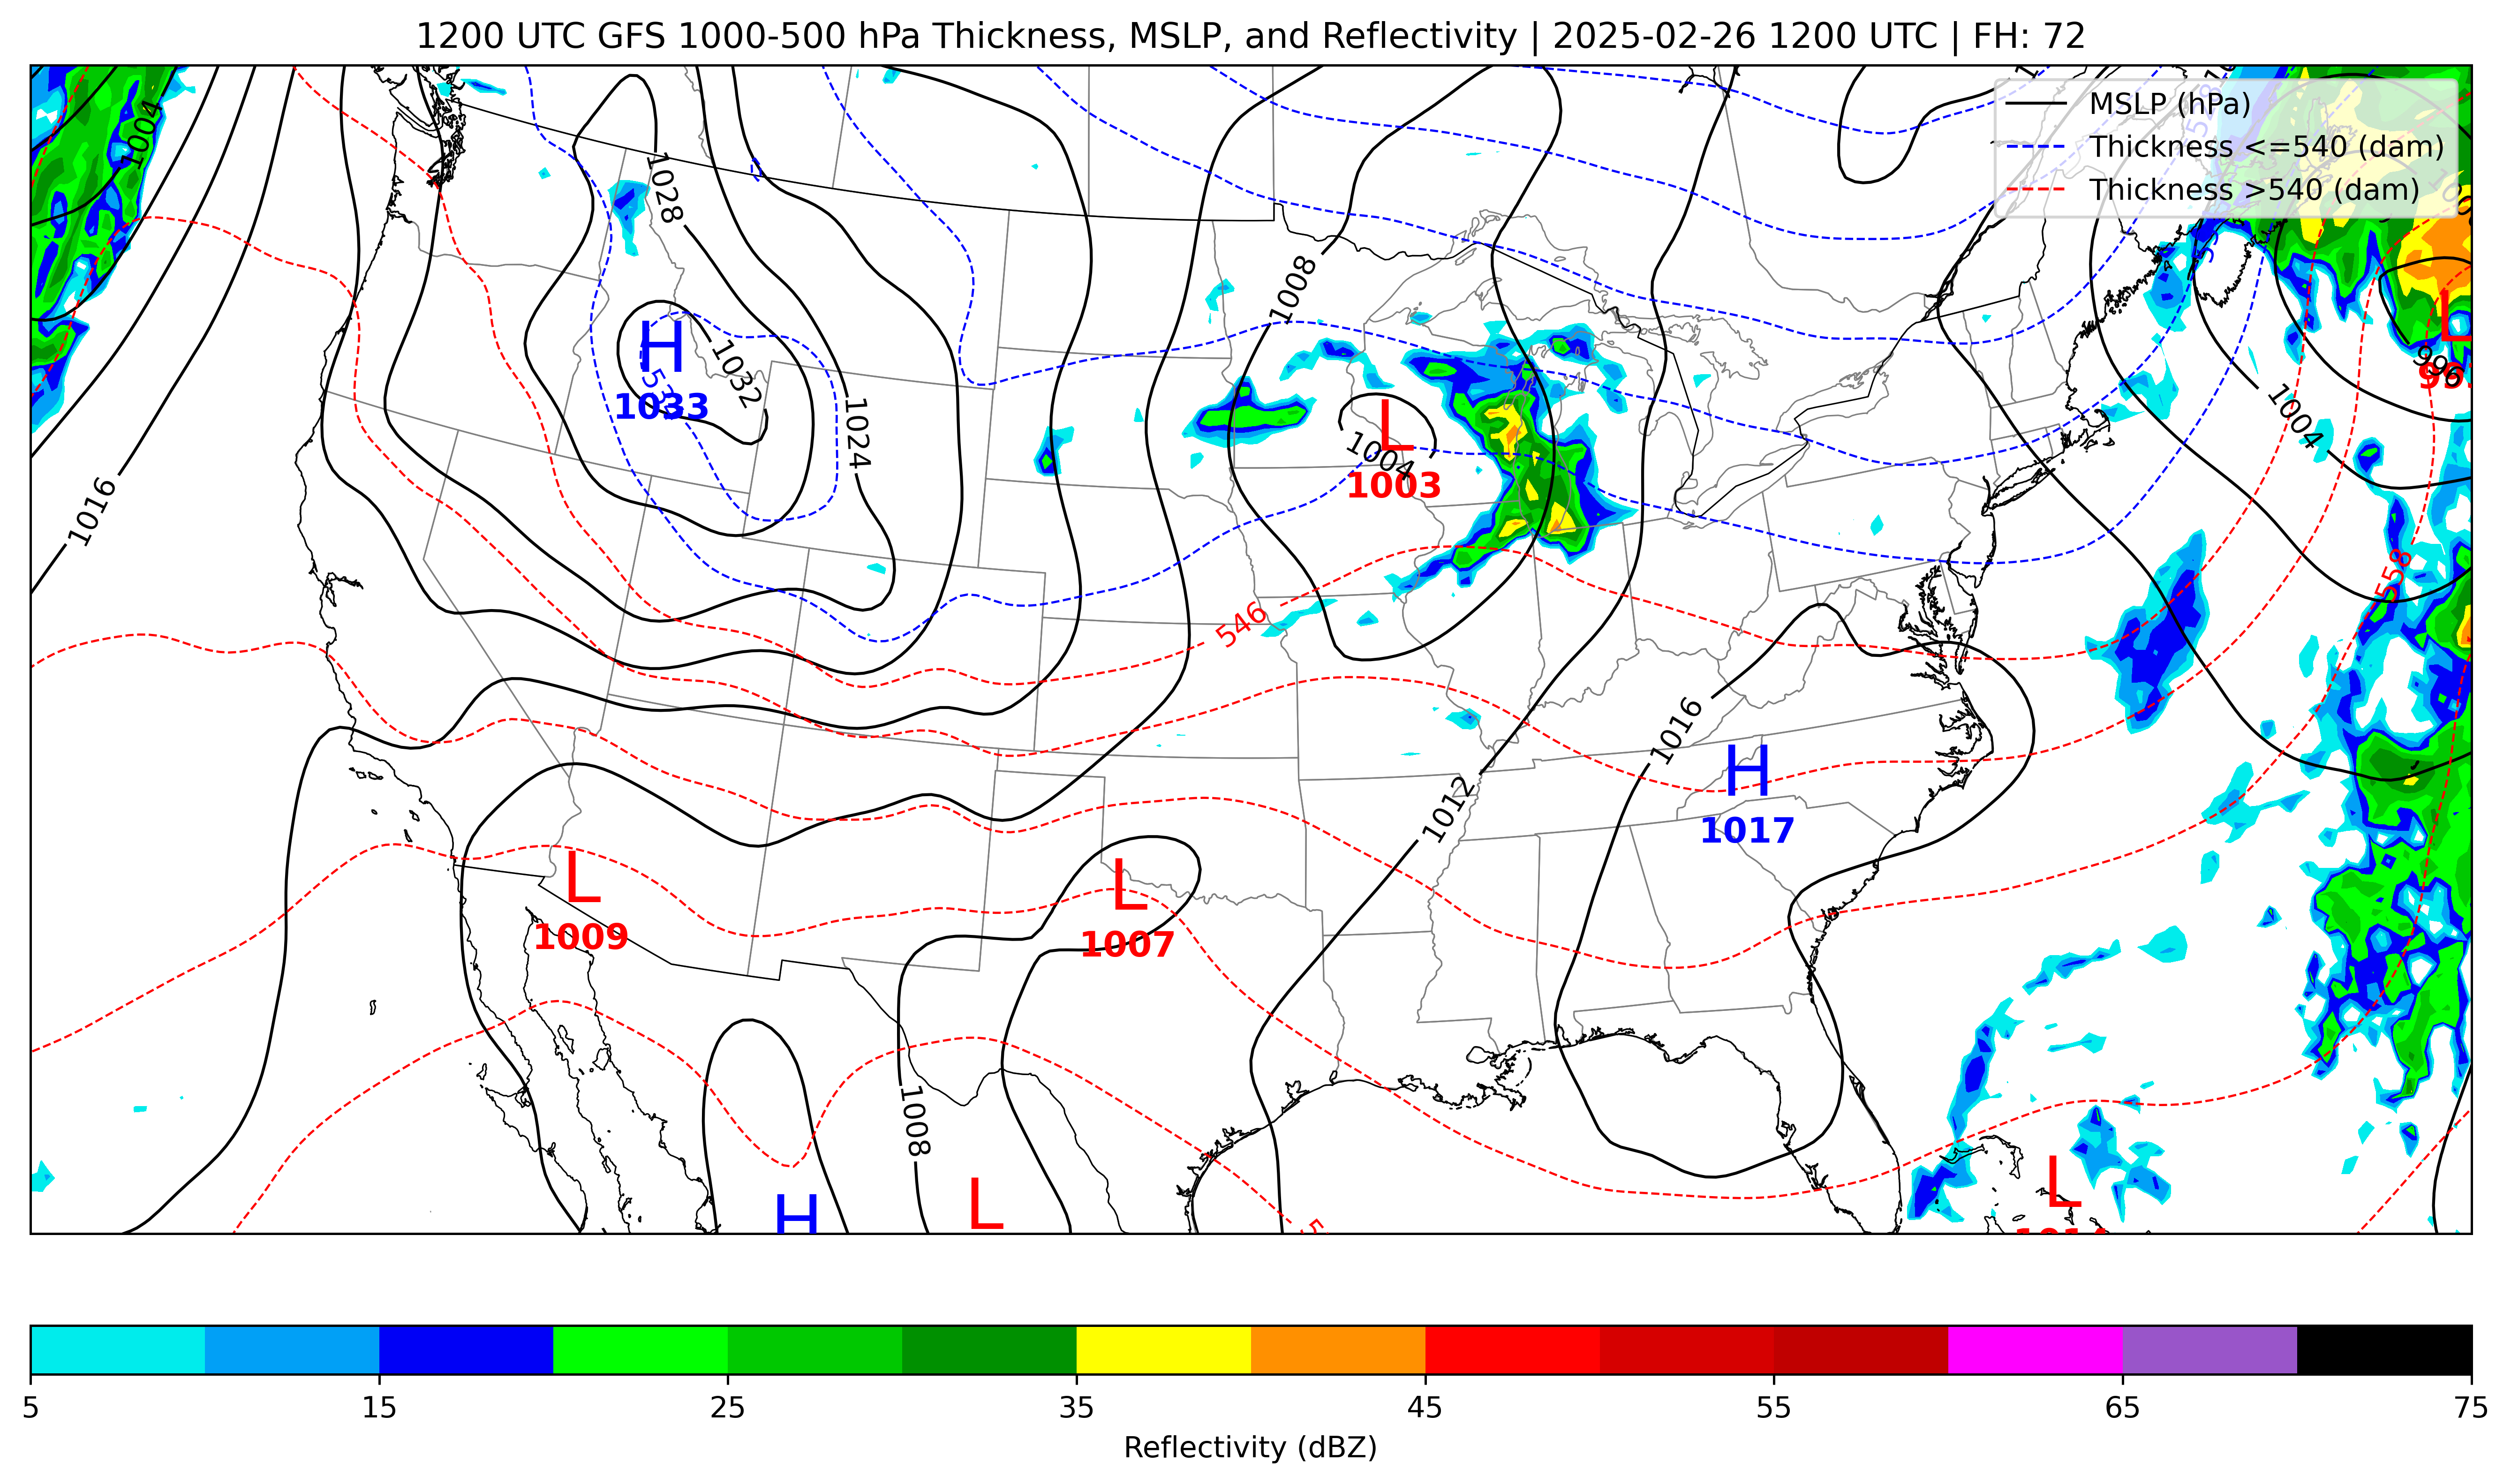 1200 UTC GFS 1000-500 hPa Thickness, MSLP, and Reflectivity | 2025-02-26 1200 UTC | FH: 72
MSLP (hPa)
Thickness <=540 (dam)
Thickness >540 (dam)
1004
1028
1008
H
1032
1033
1024
L
1004
1003
L
996
1004
1016
558
546
1016
H
1017
1012
L
1009
L
1007
1008
H
L
L
5 15 25 35 45 55 65 75
Reflectivity (dBZ)